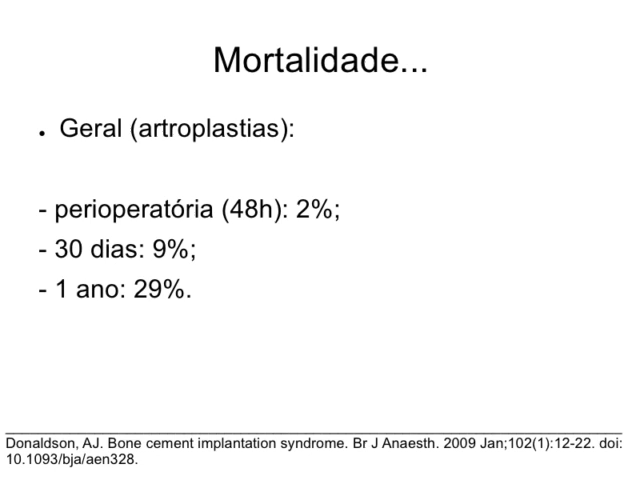 Mortalidade...
● Geral (artroplastias):
- perioperatória (48h): 2%;
- 30 dias: 9%;
- 1 ano: 29%.
Donaldson, AJ. Bone cement implantation syndrome. Br J Anaesth. 2009 Jan;102(1):12-22. doi:
10.1093/bja/aen328.